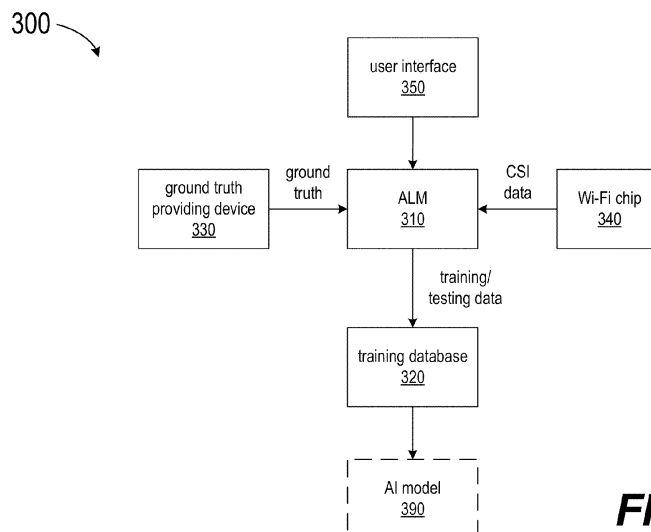 300
user interface
350
ground
truth
CSI
data
ground truth
providing device
330
ALM
310
Wi-Fi chip
340
training/
testing data
training database
320
AI model
390